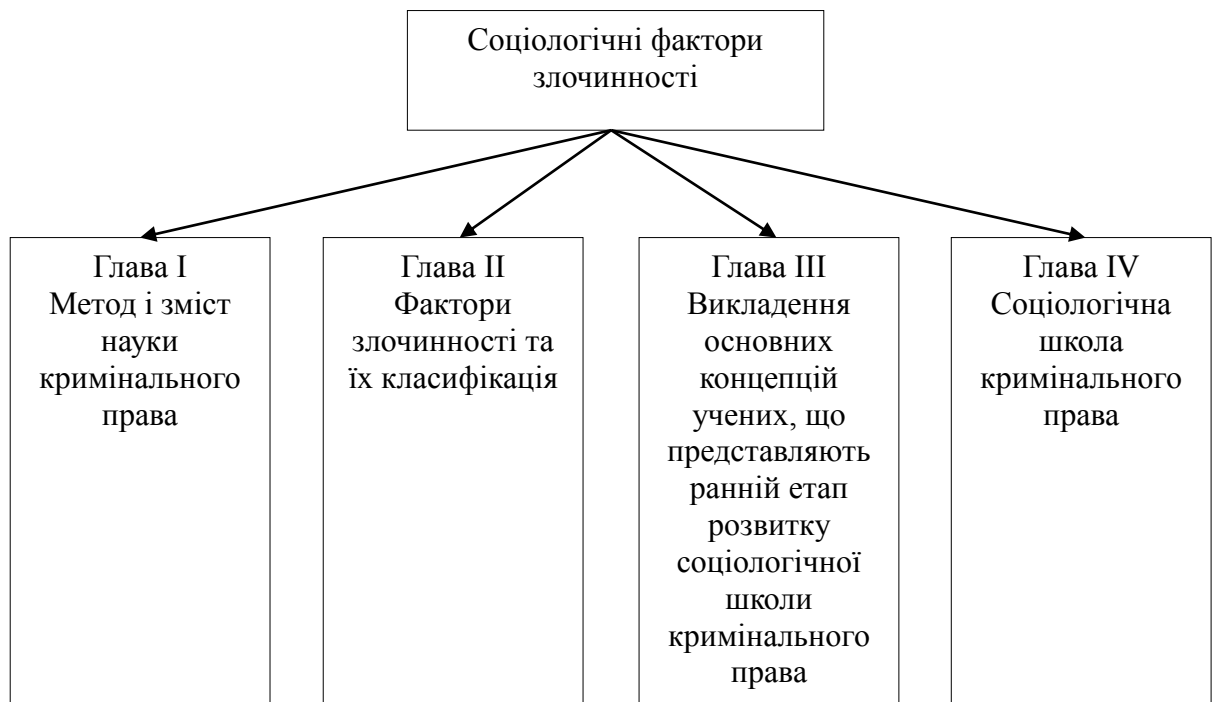 Соціологічні фактори
злочинності
Глава I
Метод і зміст
науки
кримінального
права
Глава II
Фактори
злочинності та
їх класифікація
Глава III
Викладення
основних
концепцій
учених, що
представляють
ранній етап
розвитку
соціологічної
школи
кримінального
права
Глава IV
Соціологічна
школа
кримінального
права